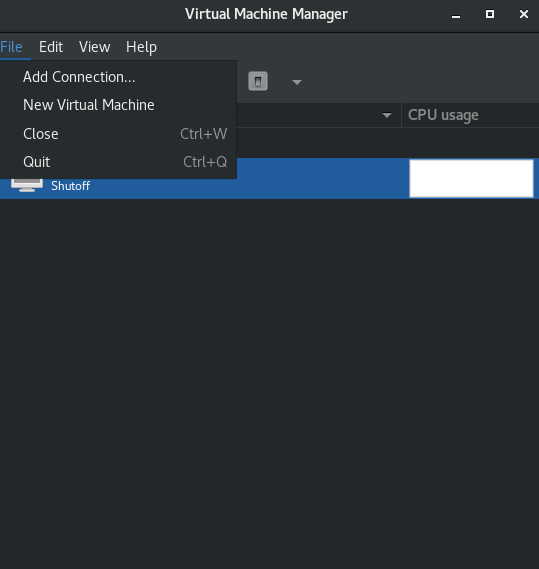 Virtual Machine Manager
File Edit View Help
Add Connection...
New Virtual Machine
CPU usage
Close Ctrl+W
Quit Ctrl+Q
Shutoff